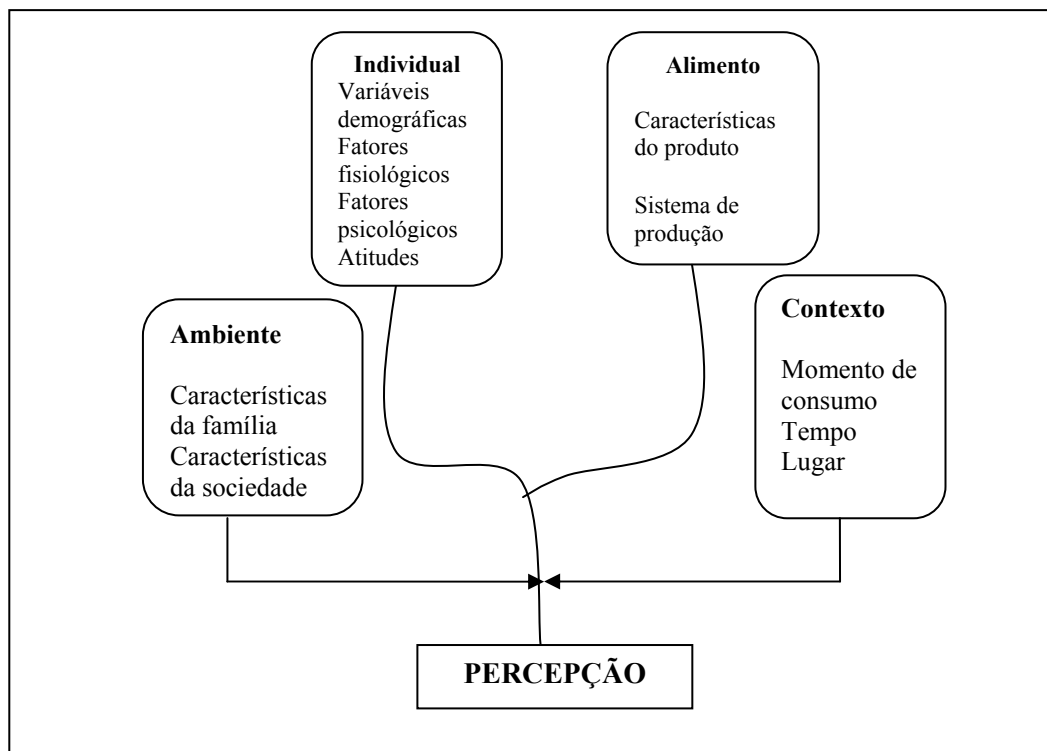 Individual
Variáveis
demográficas
Fatores
fisiológicos
Fatores
psicológicos
Atitudes
Alimento
Características
do produto
Sistema de
produção
Ambiente
Características
da família
Características
da sociedade
Contexto
Momento de
consumo
Tempo
Lugar
PERCEPÇÃO